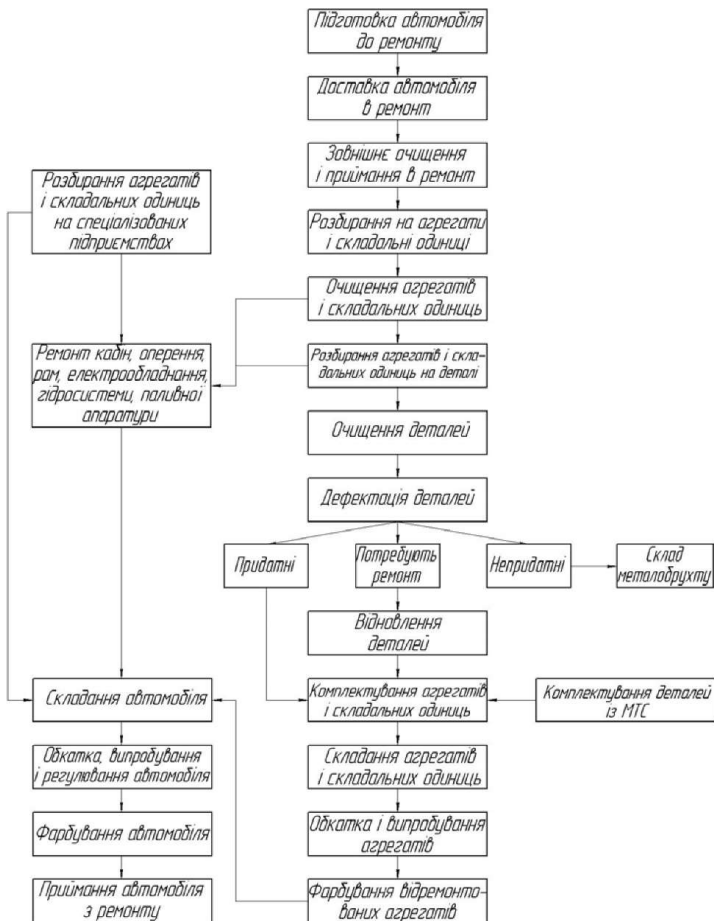 Підготовка автомобіля
до ремонту
Доставка автомобіля
в ремонт
Зовнішнє очищення
і приймання в ремонт
Розбирання агрегатів
і складальних одиниць
на спеціалізованих
підприємствах
Розбирання на агрегати
і складальні одиниці
Очищення агрегатів
і складальних одиниць
Ремонт кабін, оперення,
рам, електрообладнання,
гідросистеми, паливної
апаратури
Розбирання агрегатів і скла-
дальних одиниць на деталі
Очищення деталей
Дефектація деталей
Придатні
Потребують
ремонт
Непридатні
Склад
металобрухту
Відновлення
деталей
Складання автомобіля
Комплектування агрегатів
і складальних одиниць
Комплектування деталей
із МТС
Обкатка, випробування
і регулювання автомобіля
Складання агрегатів
і складальних одиниць
Фарбування автомобіля
Обкатка і випробування
агрегатів
Приймання автомобіля
з ремонту
Фарбування відремонто-
ваних агрегатів